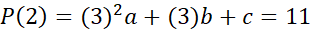 P(2) = (3)²a + (3)b + c = 11